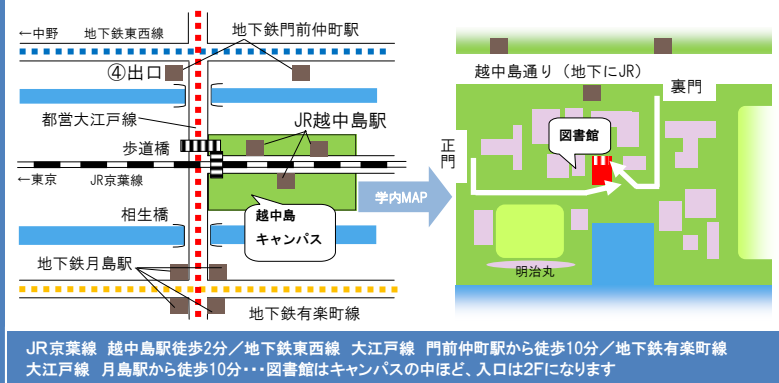 ←中野 地下鉄東西線
地下鉄門前仲町駅
④出口
都営大江戸線
歩道橋
JR越中島駅
←東京 JR京葉線
相生橋
越中島
キャンパス
地下鉄月島駅
地下鉄有楽町線
学内MAP
越中島通り（地下にJR）
裏門
正門
図書館
明治丸
JR京葉線 越中島駅徒歩2分／地下鉄東西線 大江戸線 門前仲町駅から徒歩10分／地下鉄有楽町線
大江戸線 月島駅から徒歩10分･･･図書館はキャンパスの中ほど、入口は2Fになります